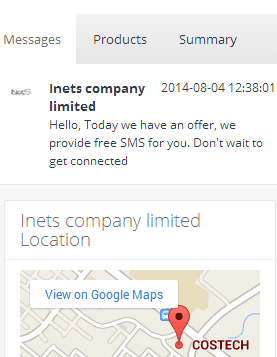 Messages Products Summary
Inets company limited 2014-08-04 12:38:01
Hello, Today we have an offer, we
provide free SMS for you. Don't wait to
get connected
Inets company limited
Location
View on Google Maps
COSTECH